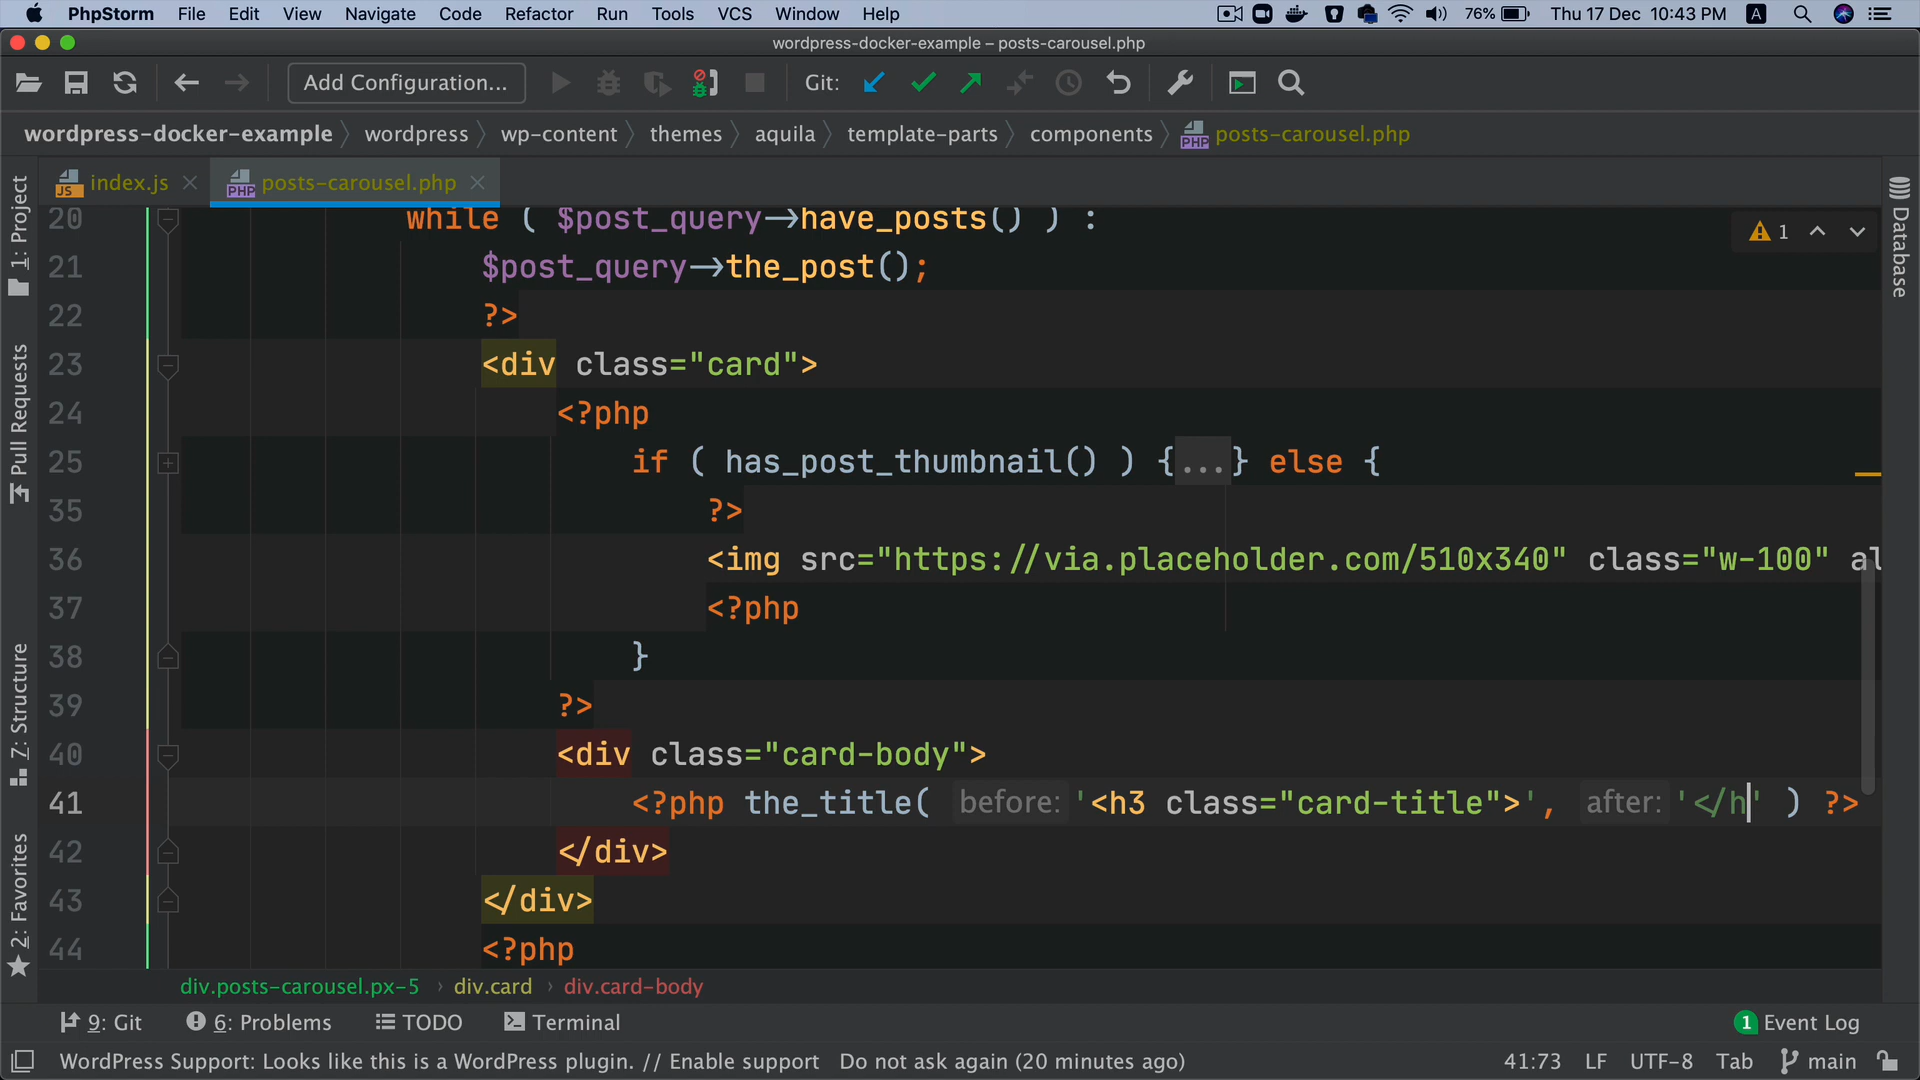 PhpStorm File Edit View Navigate Code Refactor Run Tools VCS Window Help 76% Thu 17 Dec 10:43 PM A
wordpress-docker-example – posts-carousel.php
Add Configuration... Git:
wordpress-docker-example wordpress wp-content themes aquila template-parts components posts-carousel.php
index.js posts-carousel.php
1: Project
Pull Requests
Z: Structure
2: Favorites
Database
1
20 while ( $post_query->have_posts() ) :
21 $post_query->the_post();
22 ?>
23 <div class="card">
24 <?php
25 if ( has_post_thumbnail() ) {...} else {
35 ?>
36 <img src="https://via.placeholder.com/510x340" class="w-100" al
37 <?php
38 }
39 ?>
40 <div class="card-body">
41 <?php the_title( before: '<h3 class="card-title">', after: '</h' ) ?>
42 </div>
43 </div>
44 <?php
div.posts-carousel.px-5 › div.card › div.card-body
9: Git 6: Problems TODO Terminal 1 Event Log
WordPress Support: Looks like this is a WordPress plugin. // Enable support Do not ask again (20 minutes ago) 41:73 LF UTF-8 Tab main